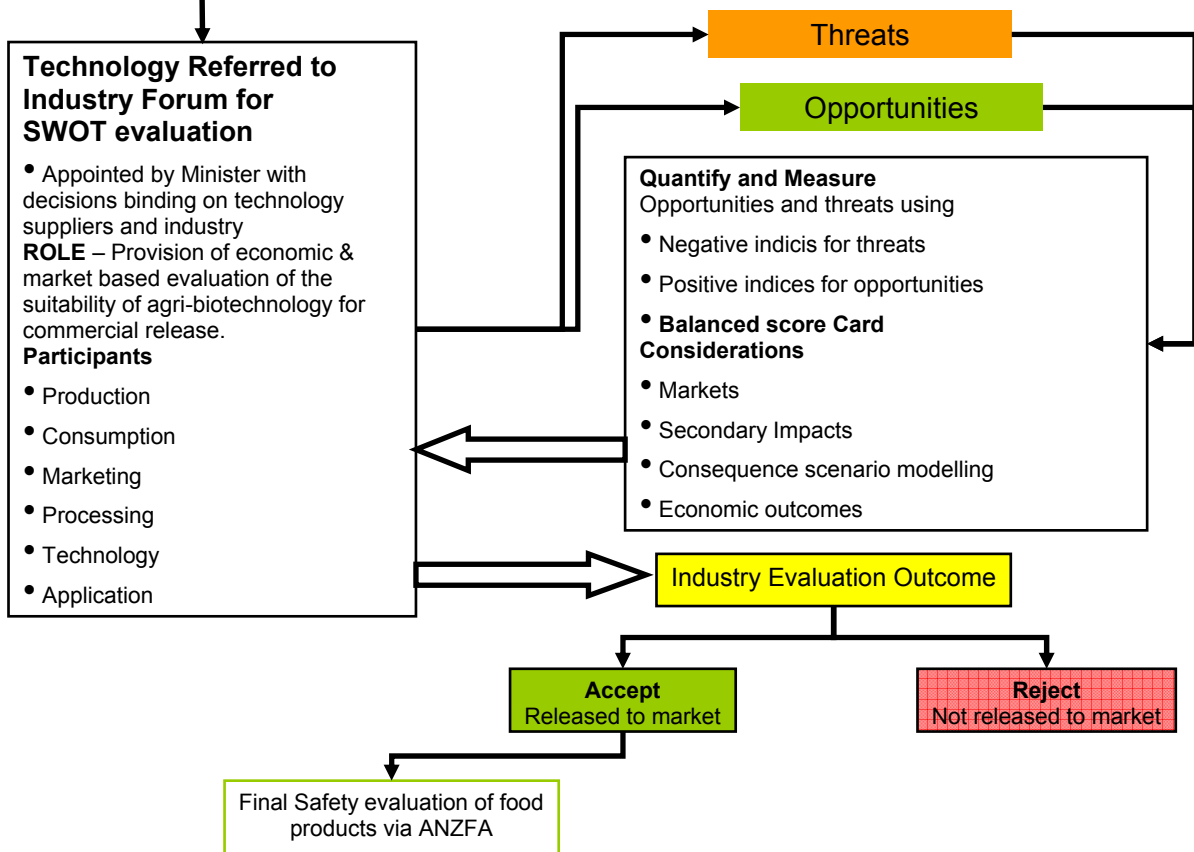 Technology Referred to
Industry Forum for
SWOT evaluation
• Appointed by Minister with
decisions binding on technology
suppliers and industry
ROLE – Provision of economic &
market based evaluation of the
suitability of agri-biotechnology for
commercial release.
Participants
• Production
• Consumption
• Marketing
• Processing
• Technology
• Application
Threats
Opportunities
Quantify and Measure
Opportunities and threats using
• Negative indicis for threats
• Positive indices for opportunities
• Balanced score Card
Considerations
• Markets
• Secondary Impacts
• Consequence scenario modelling
• Economic outcomes
Industry Evaluation Outcome
Accept
Released to market
Reject
Not released to market
Final Safety evaluation of food
products via ANZFA